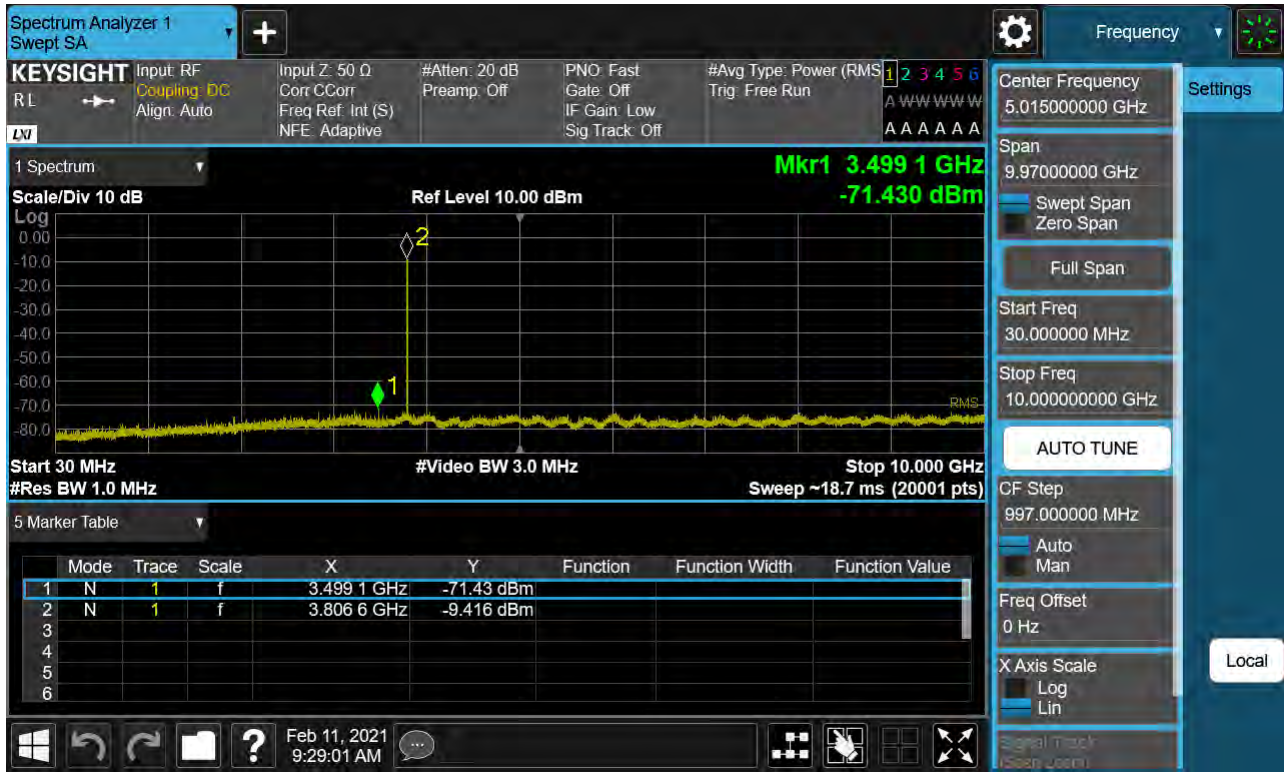 Spectrum Analyzer 1
Swept SA
+
Frequency
KEYSIGHT
RL
LXI
Input: RF
Coupling: DC
Align: Auto
Input Z: 50 Ω
Corr CCorr
Freq Ref: Int (S)
NFE: Adaptive
#Atten: 20 dB
Preamp: Off
PNO: Fast
Gate: Off
IF Gain: Low
Sig Track: Off
#Avg Type: Power (RMS
Trig: Free Run
1 2 3 4 5 6
A W W W W W
A A A A A A
1 Spectrum
Mkr1 3.499 1 GHz
-71.430 dBm
Scale/Div 10 dB
Ref Level 10.00 dBm
Log
0.00
-10.0
-20.0
-30.0
-40.0
-50.0
-60.0
-70.0
-80.0
2
1
RMS
Start 30 MHz
#Video BW 3.0 MHz
Stop 10.000 GHz
#Res BW 1.0 MHz
Sweep ~18.7 ms (20001 pts)
5 Marker Table
Mode Trace Scale X Y Function Function Width Function Value
1 N 1 f 3.499 1 GHz -71.43 dBm
2 N 1 f 3.806 6 GHz -9.416 dBm
3
4
5
6
Feb 11, 2021
9:29:01 AM
Center Frequency
5.015000000 GHz
Settings
Span
9.97000000 GHz
Swept Span
Zero Span
Full Span
Start Freq
30.000000 MHz
Stop Freq
10.000000000 GHz
AUTO TUNE
CF Step
997.000000 MHz
Auto
Man
Freq Offset
0 Hz
X Axis Scale
Log
Lin
Local
Signal Track
(Span Zoom)